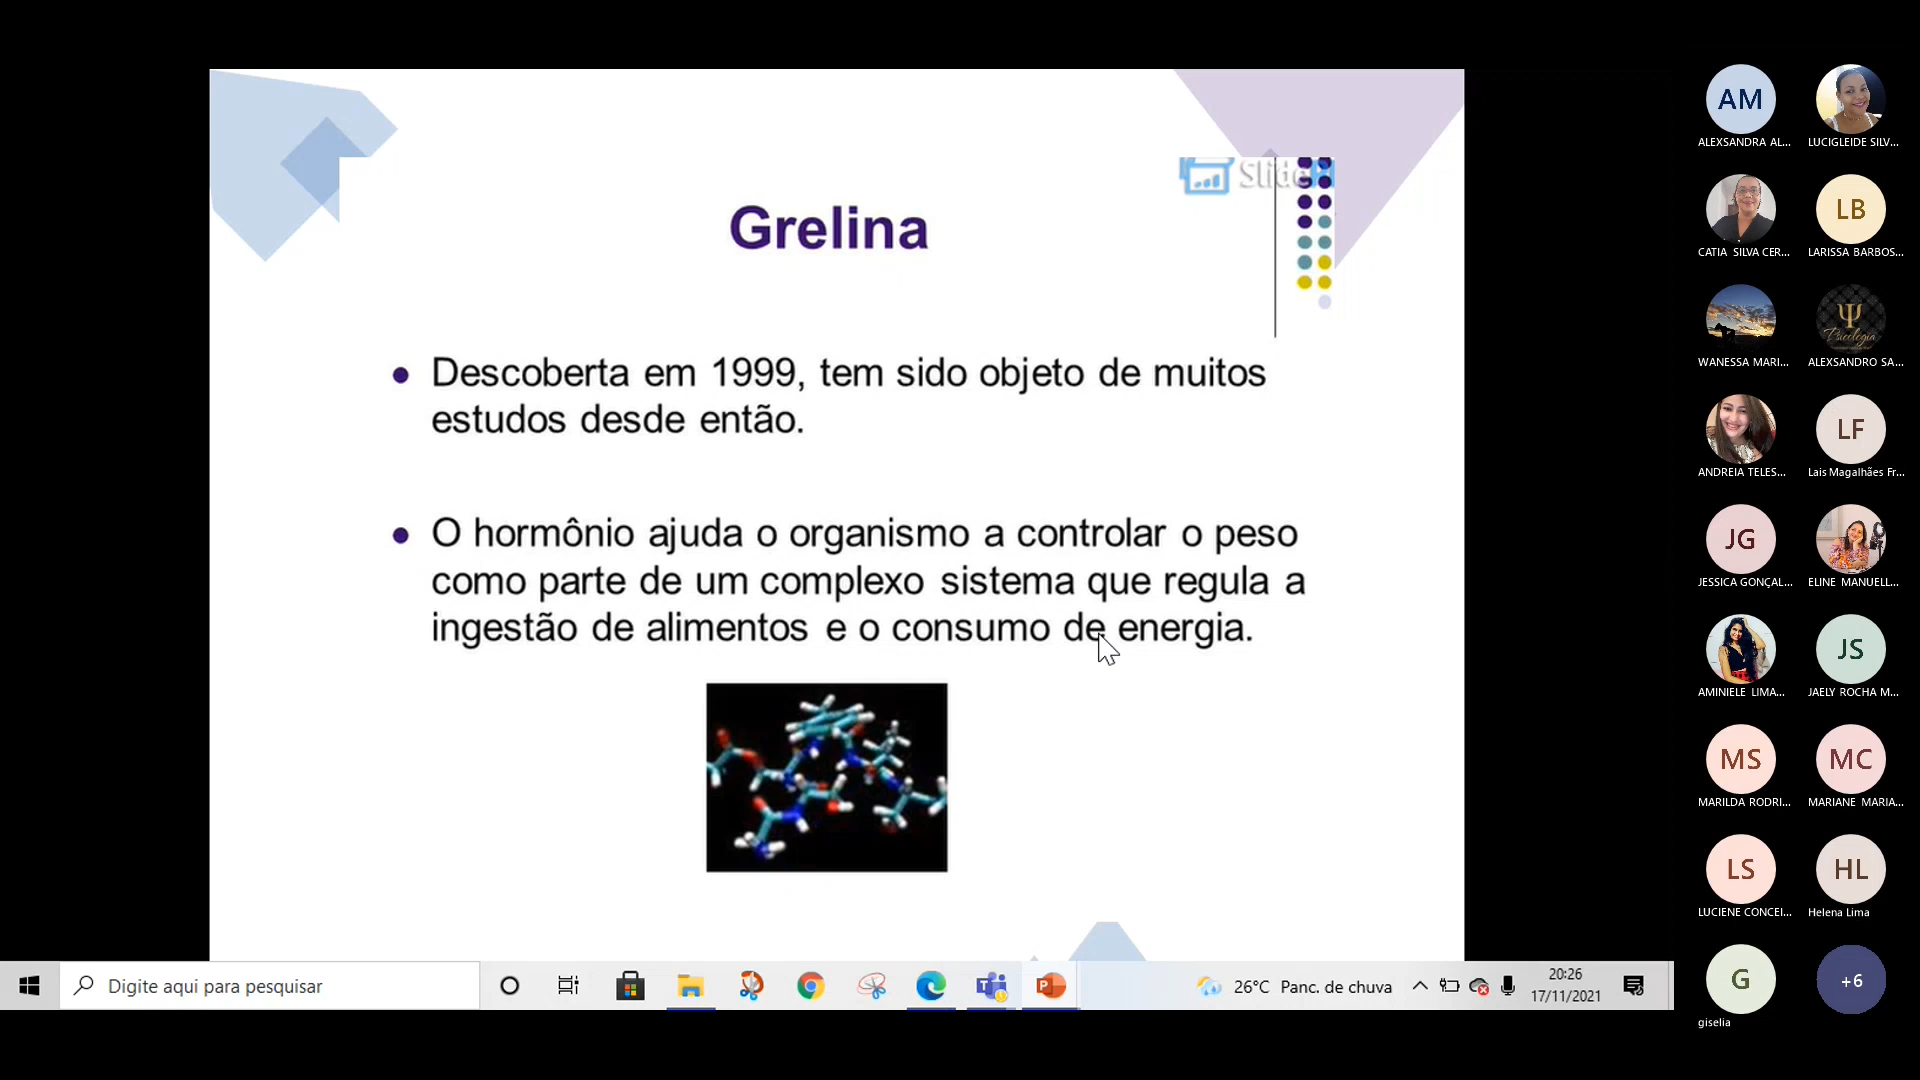 Slide
Grelina
Descoberta em 1999, tem sido objeto de muitos
estudos desde então.
O hormônio ajuda o organismo a controlar o peso
como parte de um complexo sistema que regula a
ingestão de alimentos e o consumo de energia.
Digite aqui para pesquisar
26°C Panc. de chuva
20:26
17/11/2021
AM
ALEXSANDRA AL...
LUCIGLEIDE SILV...
CATIA SILVA CER...
LB
LARISSA BARBOS...
WANESSA MARI...
Ψ
Psicologia
ALEXSANDRO SA...
ANDREIA TELES...
LF
Lais Magalhães Fr...
JG
JESSICA GONÇAL...
ELINE MANUELL...
AMINIELE LIMA...
JS
JAELY ROCHA M...
MS
MARILDA RODRI...
MC
MARIANE MARIA...
LS
LUCIENE CONCEI...
HL
Helena Lima
G
giselia
+6